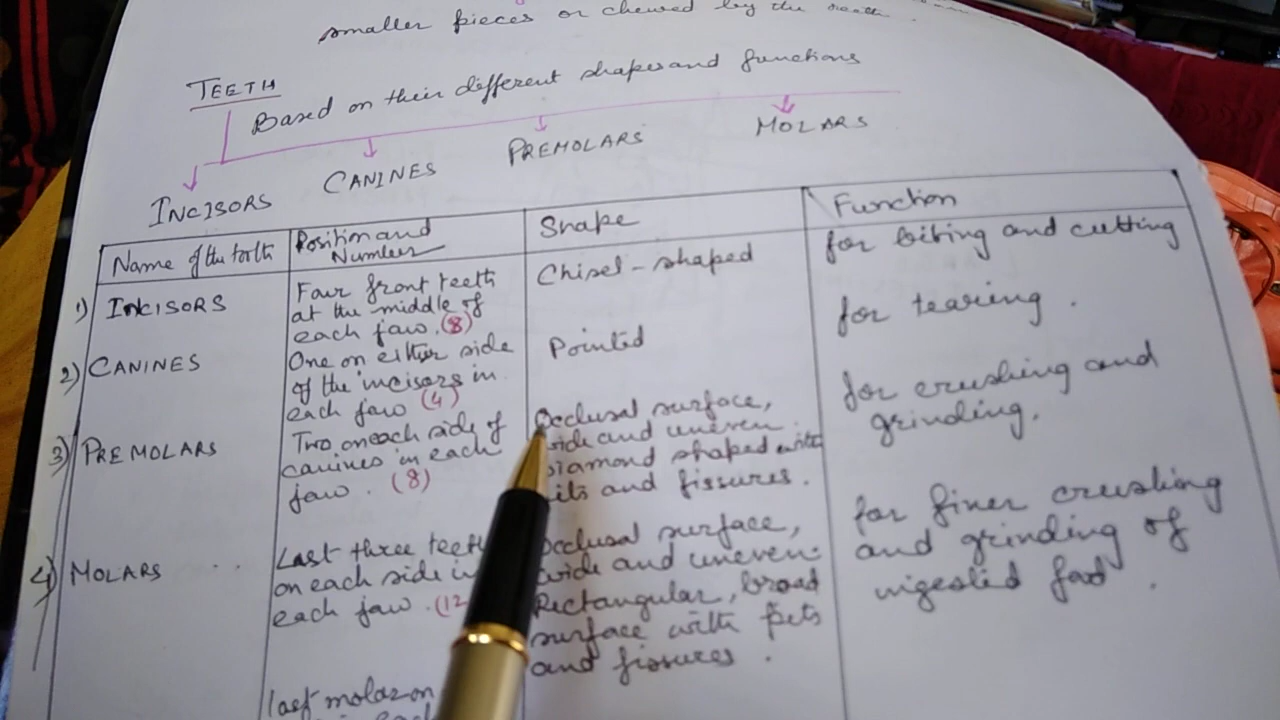 smaller pieces or chewed by the teeth.
TEETH
Based on their different shapes and functions
INCISORS
CANINES
PREMOLARS
MOLARS
Name of the tooth
Position and
Number
Shape
Function
1) INCISORS
Four front teeth
at the middle of
each jaw. (8)
Chisel-shaped
for biting and cutting
2) CANINES
One on either side
of the incisors in
each jaw (4)
Pointed
for tearing.
3) PREMOLARS
Two on each side of
canines in each
jaw. (8)
Occlusal surface,
and uneven
shaped with
and fissures.
for crushing and
grinding.
4) MOLARS
Last three teeth
on each side in
each jaw. (12
Occlusal surface,
wide and uneven
Rectangular, broad
surface with pits
and fissures.
for finer crushing
and grinding of
ingested food.
last molar on